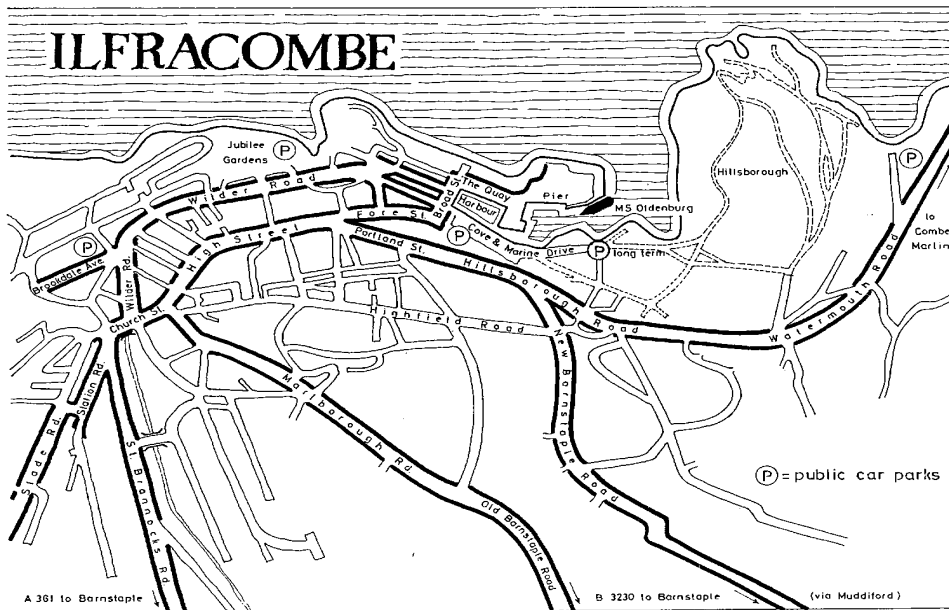 ILFRACOMBE
Jubilee
Gardens
P
Wilder Road
The Quay
Pier
Harbour
MS Oldenburg
Broad St.
Fore St.
P
Cove & Marine Drive
P
long term
Hillsborough
P
to
Combe
Martin
P
Brookdale Ave.
Wilder Rd.
High Street
Portland St.
Hillsborough Road
Church St.
Highfield Road
Watermouth Road
Station Rd.
Slade Rd.
St. Brannocks Rd.
Marlborough Rd.
New Barnstaple Road
Old Barnstaple Road
P = public car parks
A 361 to Barnstaple
B 3230 to Barnstaple
(via Muddiford)